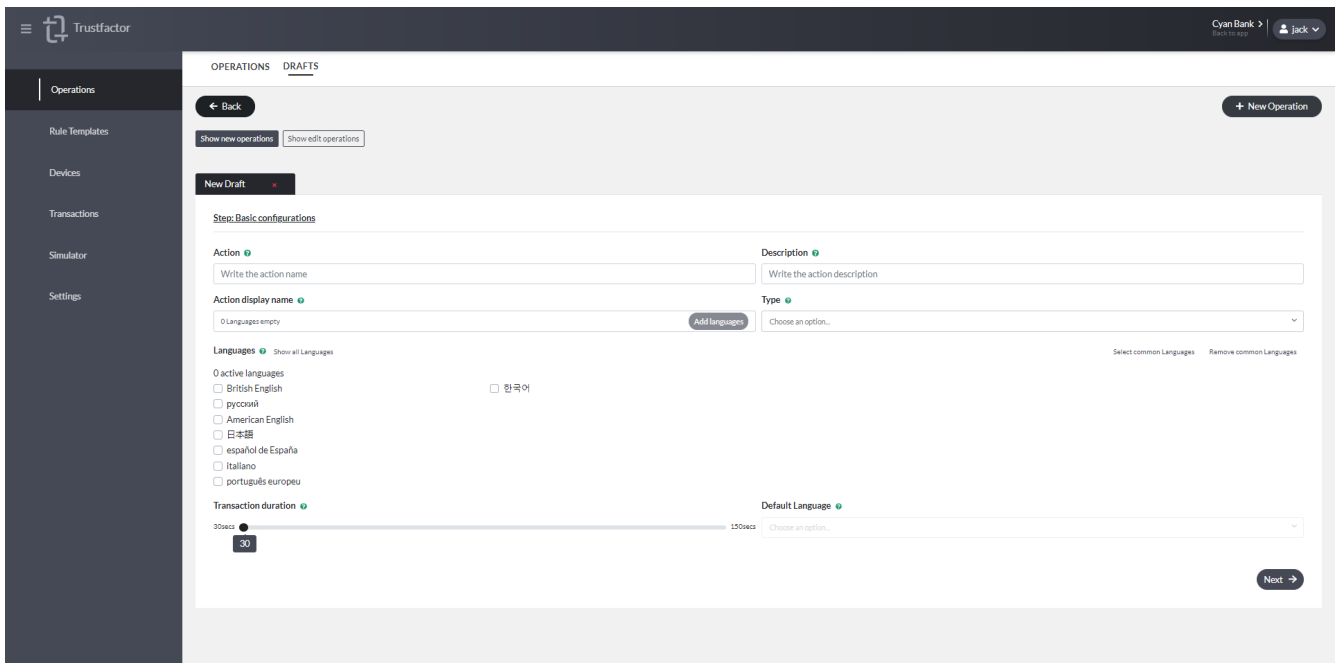 Trustfactor
Cyan Bank >
Back to app
jack
OPERATIONS DRAFTS
Operations
Rule Templates
Devices
Transactions
Simulator
Settings
← Back
+ New Operation
Show new operations Show edit operations
New Draft ×
Step: Basic configurations
Action ? Description ?
Write the action name Write the action description
Action display name ? Type ?
0 Languages empty Add languages Choose an option...
Languages ? Show all Languages Select common Languages Remove common Languages
0 active languages
British English 한국어
русский
American English
日本語
español de España
italiano
português europeu
Transaction duration ? Default Language ?
30secs 150secs Choose an option...
30
Next →